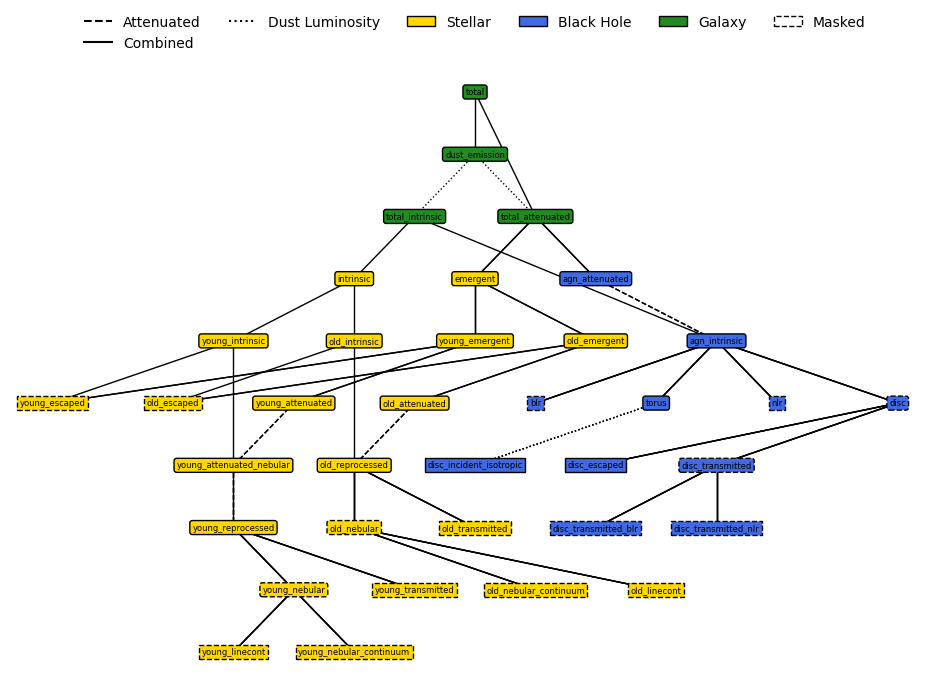 Attenuated Dust Luminosity Stellar Black Hole Galaxy Masked
Combined
total
dust_emission
total_intrinsic total_attenuated
intrinsic emergent agn_attenuated
young_intrinsic old_intrinsic young_emergent old_emergent agn_intrinsic
young_escaped old_escaped young_attenuated old_attenuated blr torus nlr disc
young_attenuated_nebular old_reprocessed disc_incident_isotropic disc_escaped disc_transmitted
young_reprocessed old_nebular old_transmitted disc_transmitted_blr disc_transmitted_nlr
young_nebular young_transmitted old_nebular_continuum old_linecont
young_linecont young_nebular_continuum